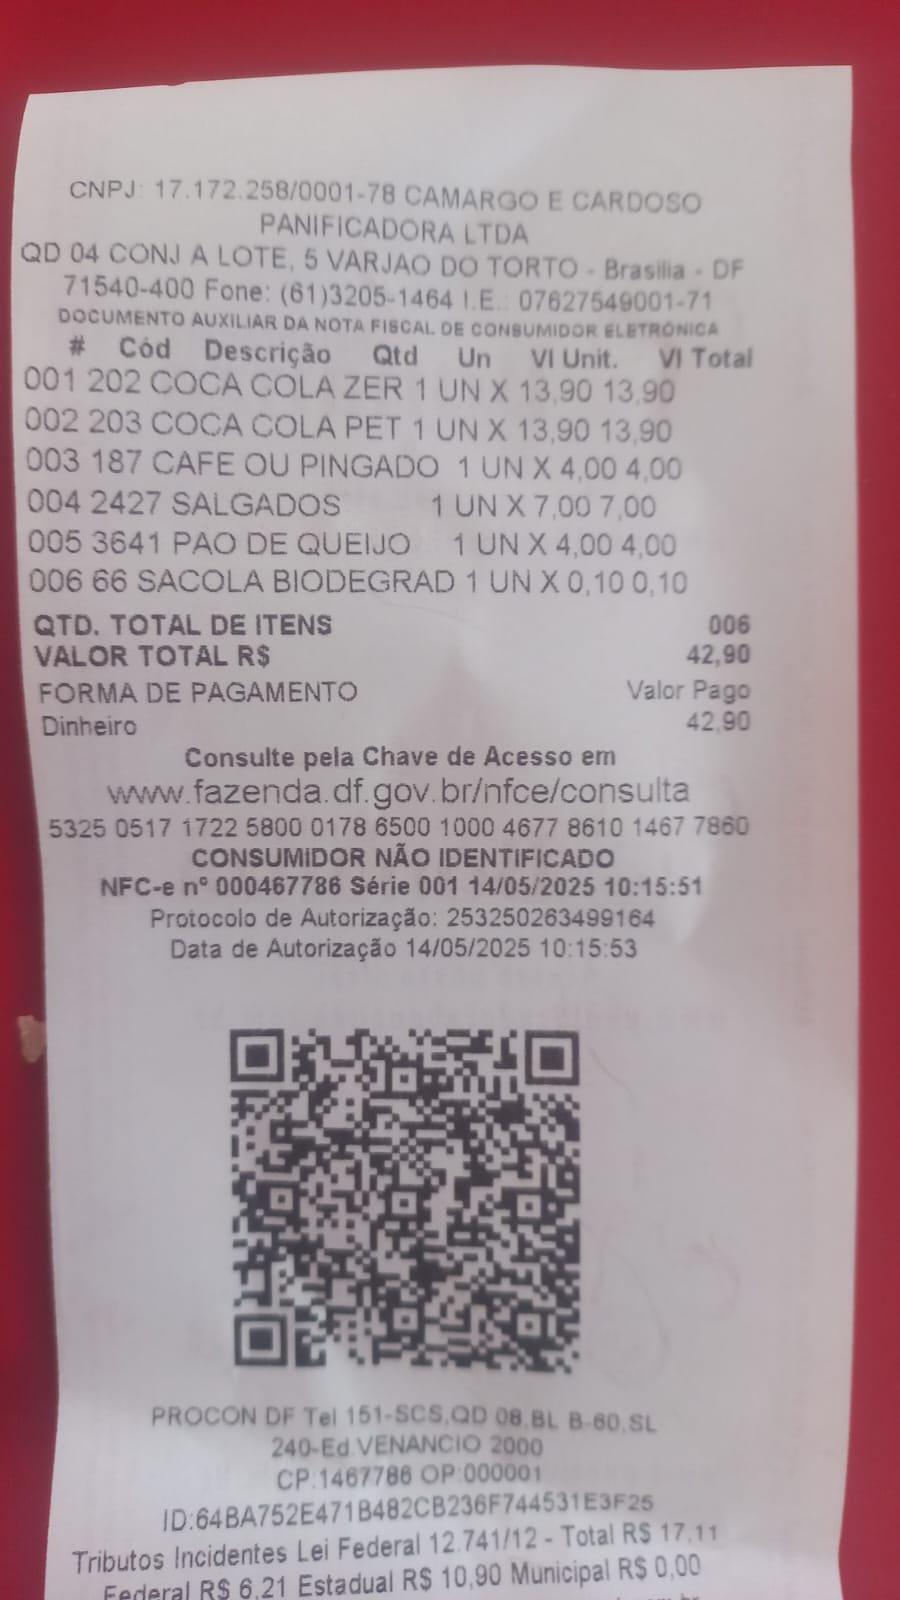 CNPJ: 17.172.258/0001-78 CAMARGO E CARDOSO
PANIFICADORA LTDA
QD 04 CONJ A LOTE, 5 VARJAO DO TORTO - Brasilia - DF
71540-400 Fone: (61)3205-1464 I.E.: 07627549001-71
DOCUMENTO AUXILIAR DA NOTA FISCAL DE CONSUMIDOR ELETRÔNICA
# Cód Descrição Qtd Un Vl Unit. Vl Total
001 202 COCA COLA ZER 1 UN X 13,90 13,90
002 203 COCA COLA PET 1 UN X 13,90 13,90
003 187 CAFE OU PINGADO 1 UN X 4,00 4,00
004 2427 SALGADOS 1 UN X 7,00 7,00
005 3641 PAO DE QUEIJO 1 UN X 4,00 4,00
006 66 SACOLA BIODEGRAD 1 UN X 0,10 0,10
QTD. TOTAL DE ITENS 006
VALOR TOTAL R$ 42,90
FORMA DE PAGAMENTO Valor Pago
Dinheiro 42,90
Consulte pela Chave de Acesso em
www.fazenda.df.gov.br/nfce/consulta
5325 0517 1722 5800 0178 6500 1000 4677 8610 1467 7860
CONSUMIDOR NÃO IDENTIFICADO
NFC-e nº 000467786 Série 001 14/05/2025 10:15:51
Protocolo de Autorização: 253250263499164
Data de Autorização 14/05/2025 10:15:53
PROCON DF Tel 151-SCS,QD 08,BL B-60,SL
240-Ed.VENANCIO 2000
CP:1467786 OP:000001
ID:64BA752E471B482CB236F744531E3F25
Tributos Incidentes Lei Federal 12.741/12 - Total R$ 17,11
Federal R$ 6,21 Estadual R$ 10,90 Municipal R$ 0,00